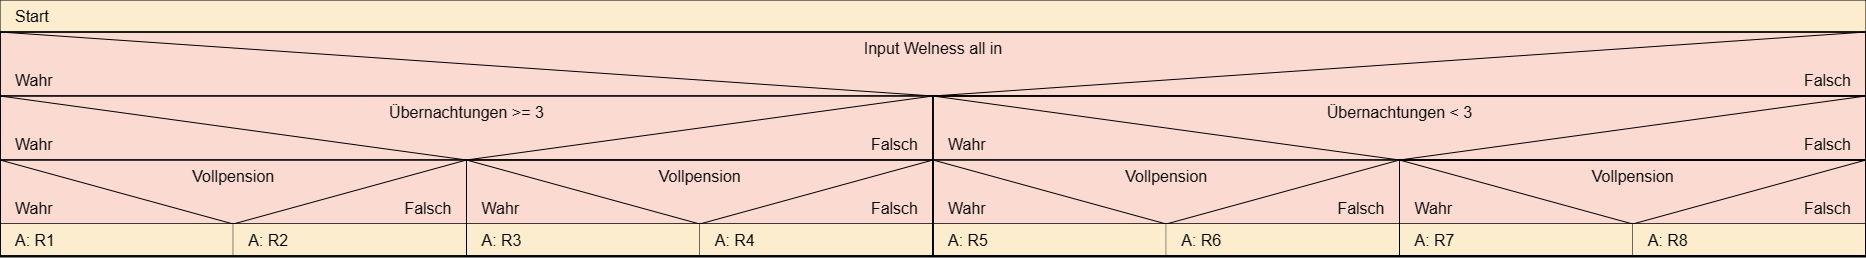 Start
Input Welness all in
Wahr
Falsch
Übernachtungen >= 3
Übernachtungen < 3
Wahr
Falsch
Wahr
Falsch
Vollpension
Vollpension
Vollpension
Vollpension
Wahr
Falsch
Wahr
Falsch
Wahr
Falsch
Wahr
Falsch
A: R1
A: R2
A: R3
A: R4
A: R5
A: R6
A: R7
A: R8